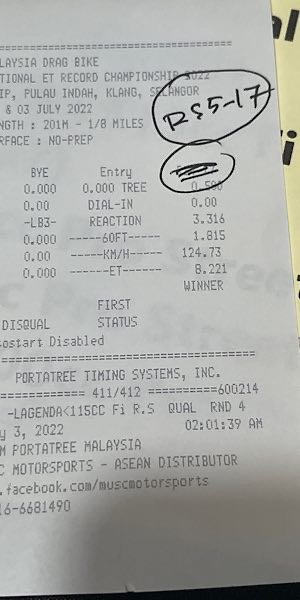 LAYSIA DRAG BIKE
TIONAL ET RECORD CHAMPIONSHIP 2022
IP, PULAU INDAH, KLANG, SELANGOR
& 03 JULY 2022
NGTH : 201M - 1/8 MILES
RFACE : NO-PREP
RS5-17
BYE Entry
0.000 0.000 TREE 0.500
0.00 DIAL-IN 0.00
-LB3- REACTION 3.316
0.000 -----60FT----- 1.815
0.00 -----KM/H----- 124.73
0.000 ------ET------ 8.221
WINNER
FIRST
DISQUAL STATUS
tostart Disabled
PORTATREE TIMING SYSTEMS, INC.
============ 411/412 ==========600214
-LAGENDA<115CC Fi R.S QUAL RND 4
y 3, 2022 02:01:39 AM
M PORTATREE MALAYSIA
C MOTORSPORTS - ASEAN DISTRIBUTOR
.facebook.com/muscmotorsports
16-6681490